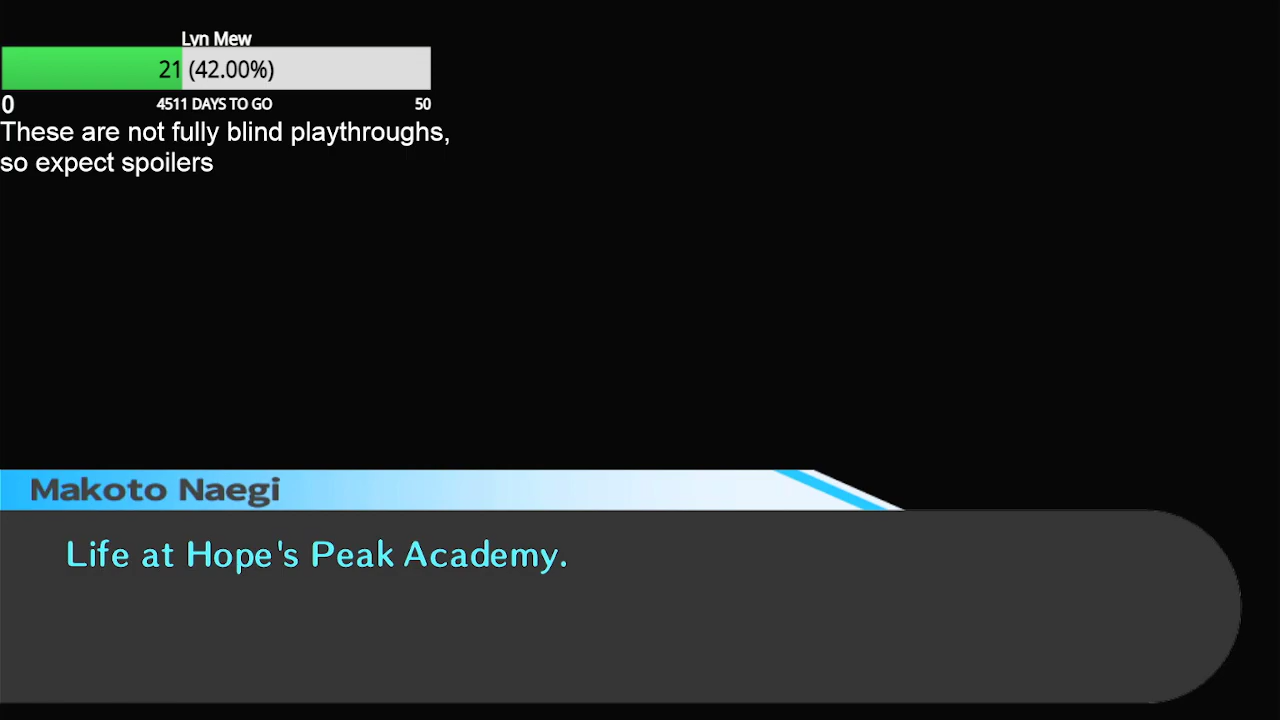 Lyn Mew
21 (42.00%)
0 4511 DAYS TO GO 50
These are not fully blind playthroughs,
so expect spoilers
Makoto Naegi
Life at Hope's Peak Academy.